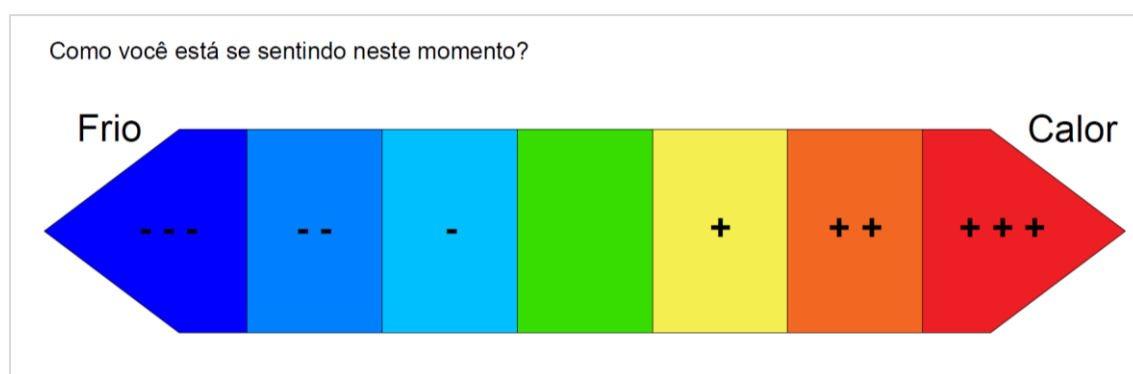 Como você está se sentindo neste momento?
Frio
Calor
- - -
- -
-
+
+ +
+ + +